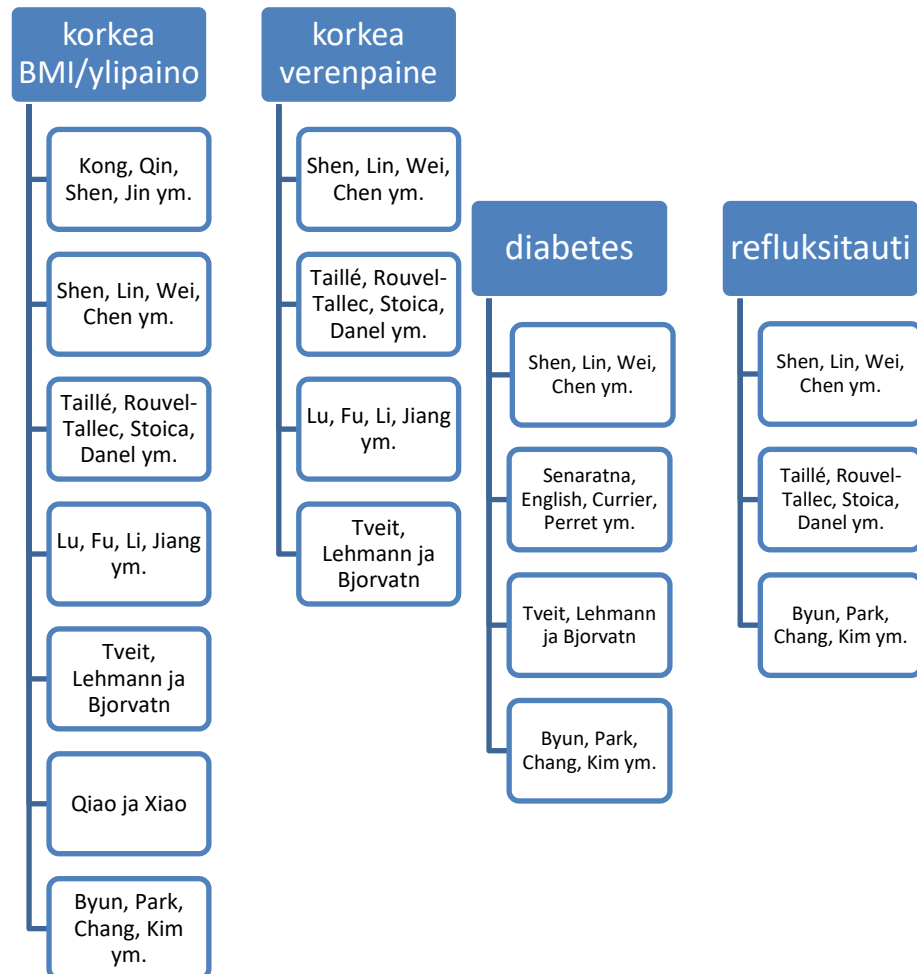 korkea
BMI/ylipaino
Kong, Qin,
Shen, Jin ym.
Shen, Lin, Wei,
Chen ym.
Taillé, Rouvel-
Tallec, Stoica,
Danel ym.
Lu, Fu, Li, Jiang
ym.
Tveit,
Lehmann ja
Bjorvatn
Qiao ja Xiao
Byun, Park,
Chang, Kim
ym.
korkea
verenpaine
Shen, Lin, Wei,
Chen ym.
Taillé, Rouvel-
Tallec, Stoica,
Danel ym.
Lu, Fu, Li, Jiang
ym.
Tveit,
Lehmann ja
Bjorvatn
diabetes
Shen, Lin, Wei,
Chen ym.
Senaratna,
English, Currier,
Perret ym.
Tveit, Lehmann
ja Bjorvatn
Byun, Park,
Chang, Kim ym.
refluksitauti
Shen, Lin, Wei,
Chen ym.
Taillé, Rouvel-
Tallec, Stoica,
Danel ym.
Byun, Park,
Chang, Kim ym.